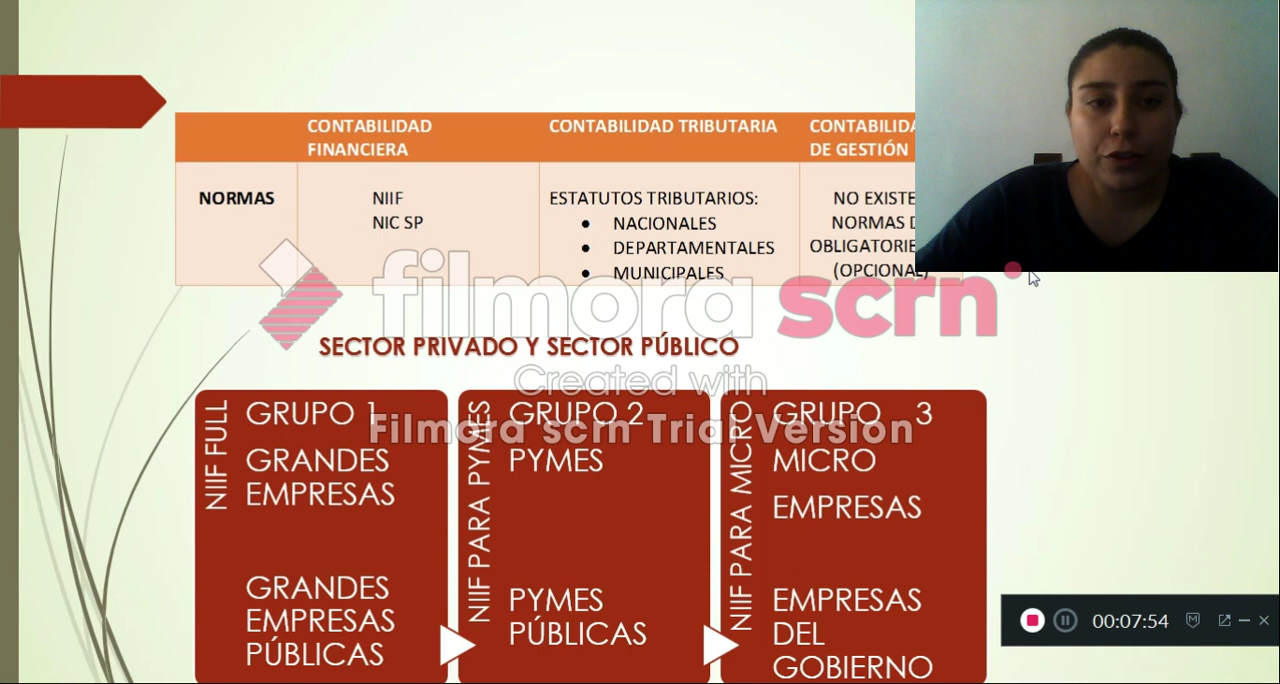 CONTABILIDAD FINANCIERA
CONTABILIDAD TRIBUTARIA
DE GESTIÓN
NORMAS
NIIF
NIC SP
ESTATUTOS TRIBUTARIOS:
• NACIONALES
• DEPARTAMENTALES
• MUNICIPALES
NO EXISTE
NORMAS
(OPCIONAL)
filmora scrn
SECTOR PRIVADO Y SECTOR PÚBLICO
Created with
Filmora scrn Trial Version
NIIF FULL
GRUPO 1
GRANDES
EMPRESAS
GRANDES
EMPRESAS
PÚBLICAS
NIIF PARA PYMES
GRUPO 2
PYMES
PYMES
PÚBLICAS
NIIF PARA MICRO
GRUPO 3
MICRO
EMPRESAS
EMPRESAS
DEL
GOBIERNO
00:07:54